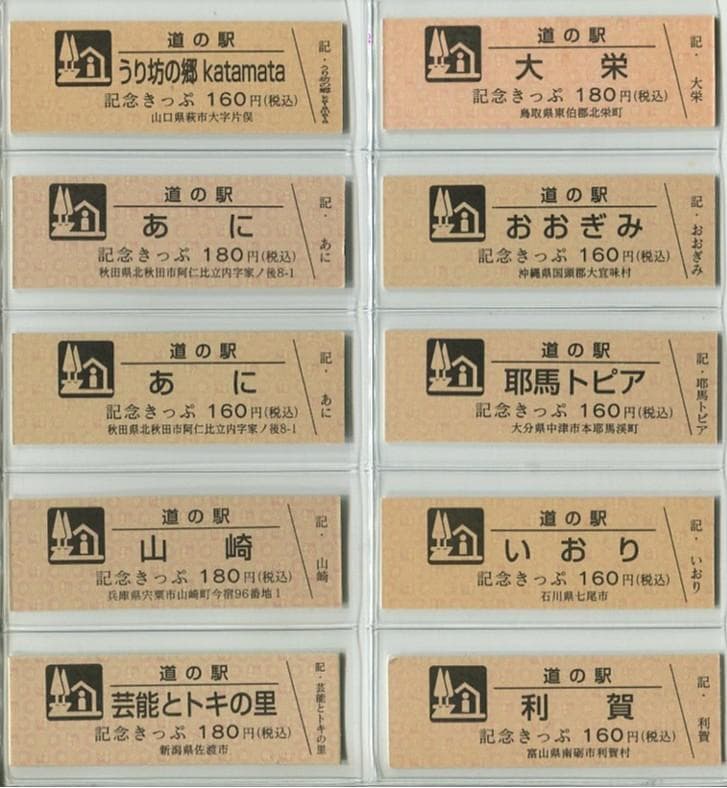 道の駅
うり坊の郷 katamata
記念きっぷ 160円(税込)
山口県萩市大字片俣
記・うり坊の郷 katamata
道の駅
大栄
記念きっぷ 180円(税込)
鳥取県東伯郡北栄町
記・大栄
道の駅
あに
記念きっぷ 180円(税込)
秋田県北秋田市阿仁比立内字家ノ後8-1
記・あに
道の駅
おおぎみ
記念きっぷ 160円(税込)
沖縄県国頭郡大宜味村
記・おおぎみ
道の駅
あに
記念きっぷ 160円(税込)
秋田県北秋田市阿仁比立内字家ノ後8-1
記・あに
道の駅
耶馬トピア
記念きっぷ 160円(税込)
大分県中津市本耶馬渓町
記・耶馬トピア
道の駅
山崎
記念きっぷ 180円(税込)
兵庫県宍粟市山崎町今宿96番地1
記・山崎
道の駅
いおり
記念きっぷ 160円(税込)
石川県七尾市
記・いおり
道の駅
芸能とトキの里
記念きっぷ 180円(税込)
新潟県佐渡市
記・芸能とトキの里
道の駅
利賀
記念きっぷ 160円(税込)
富山県南砺市利賀村
記・利賀